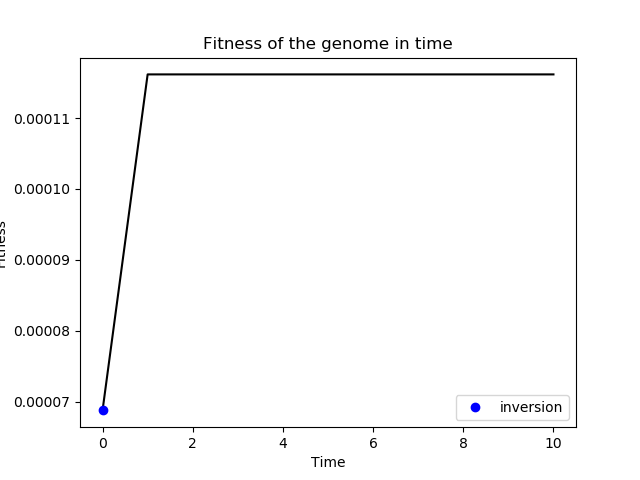 Fitness of the genome in time
0.00011
0.00010
0.00009
0.00008
0.00007
Fitness
0
2
4
6
8
10
Time
inversion